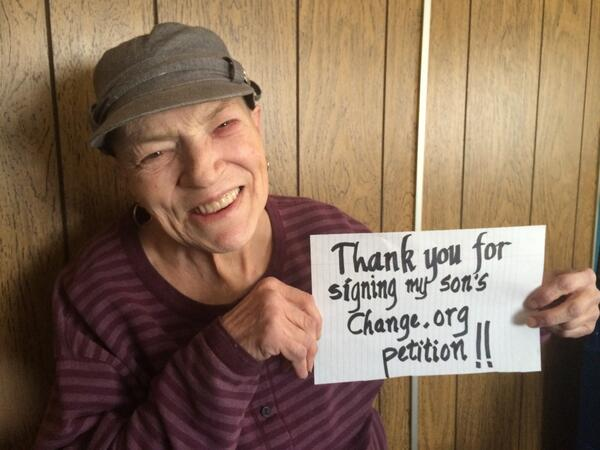 Thank you for
signing my son's
Change.org
petition!!